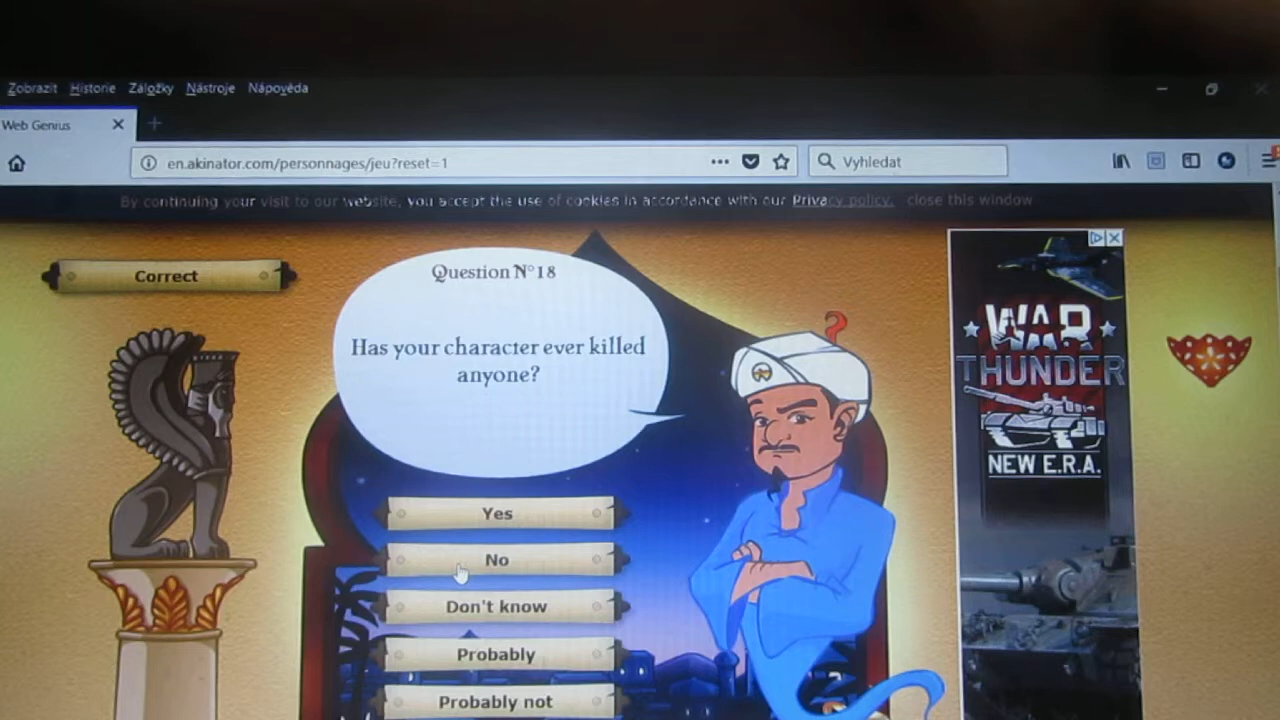 Zobrazit Historie Záložky Nástroje Nápověda
Web Genius
en.akinator.com/personnages/jeu?reset=1
Vyhledat
By continuing your visit to our website, you accept the use of cookies in accordance with our Privacy policy. close this window
Correct
Question N°18
Has your character ever killed
anyone?
Yes
No
Don't know
Probably
Probably not
WAR
THUNDER
NEW E.R.A.